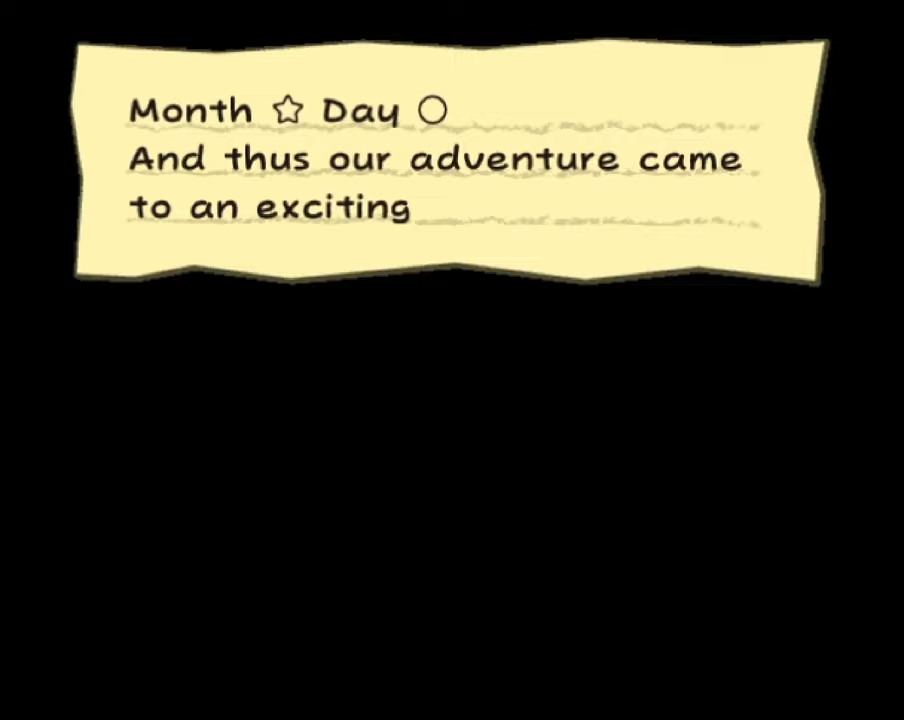 Month ☆ Day ○
And thus our adventure came
to an exciting